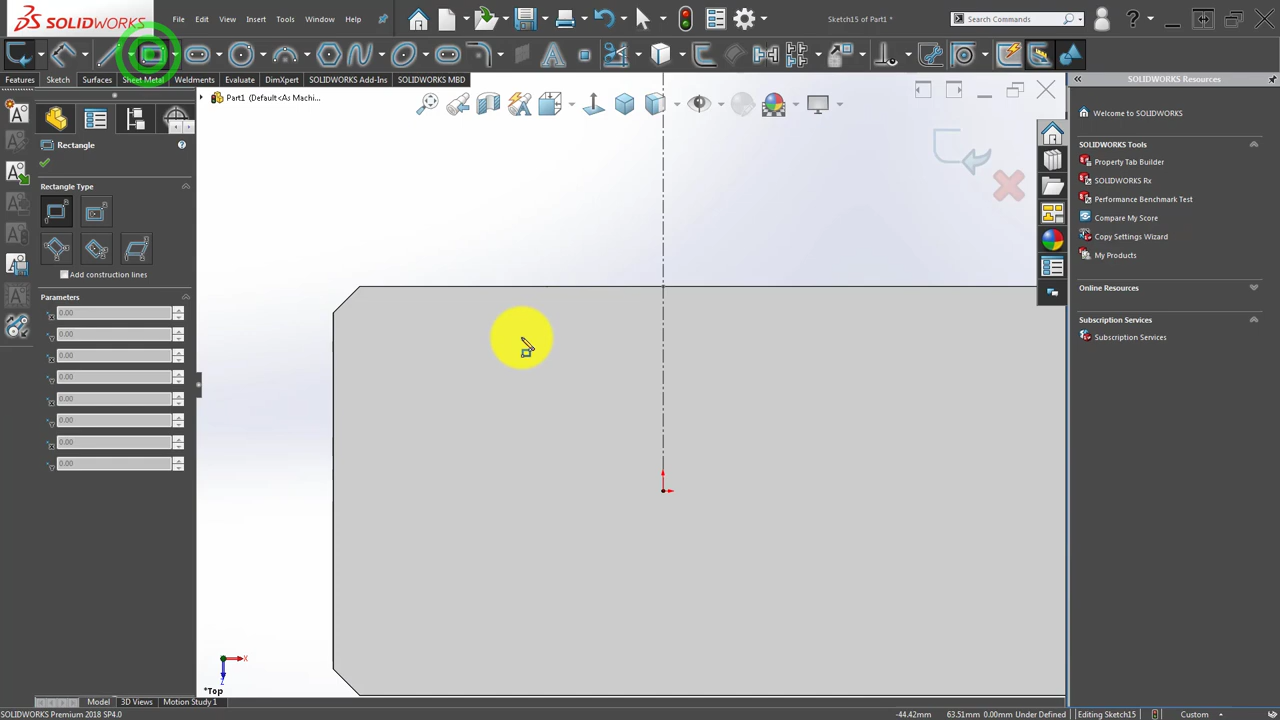 SOLIDWORKS
File
Edit
View
Insert
Tools
Window
Help
Sketch15 of Part1 *
Search Commands
Features
Sketch
Surfaces
Sheet Metal
Weldments
Evaluate
DimXpert
SOLIDWORKS Add-Ins
SOLIDWORKS MBD
Part1 (Default<As Machi...
SOLIDWORKS Resources
Rectangle
Rectangle Type
Add construction lines
Parameters
0.00
0.00
0.00
0.00
0.00
0.00
0.00
0.00
Welcome to SOLIDWORKS
SOLIDWORKS Tools
Property Tab Builder
SOLIDWORKS Rx
Performance Benchmark Test
Compare My Score
Copy Settings Wizard
My Products
Online Resources
Subscription Services
Subscription Services
X
Z
*Top
Model
3D Views
Motion Study 1
SOLIDWORKS Premium 2018 SP4.0
-44.42mm
63.51mm
0.00mm
Under Defined
Editing Sketch15
Custom